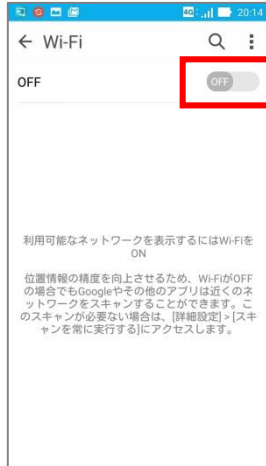 4G 20:14
← Wi-Fi
OFF OFF
利用可能なネットワークを表示するにはWi-Fiを
ON
位置情報の精度を向上させるため、Wi-FiがOFF
の場合でもGoogleやその他のアプリは近くのネ
ットワークをスキャンすることができます。こ
のスキャンが必要ない場合は、[詳細設定] > [スキ
ャンを常に実行する]にアクセスします。